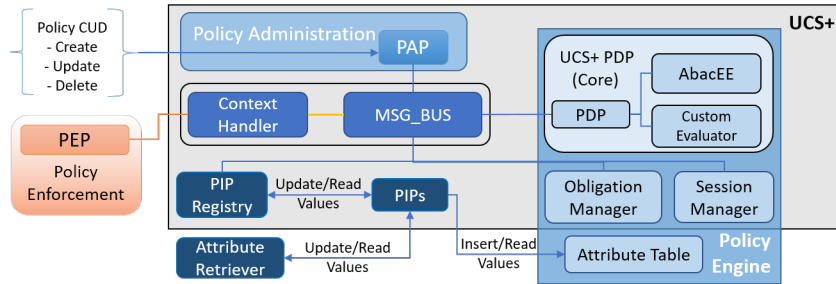 Policy CUD
- Create
- Update
- Delete
Policy Administration
PAP
UCS+
UCS+ PDP
(Core)
AbacEE
PDP
Custom
Evaluator
Context
Handler
MSG_BUS
PEP
Policy
Enforcement
PIP
Registry
Update/Read
Values
PIPs
Obligation
Manager
Session
Manager
Attribute
Retriever
Update/Read
Values
Insert/Read
Values
Attribute Table
Policy
Engine